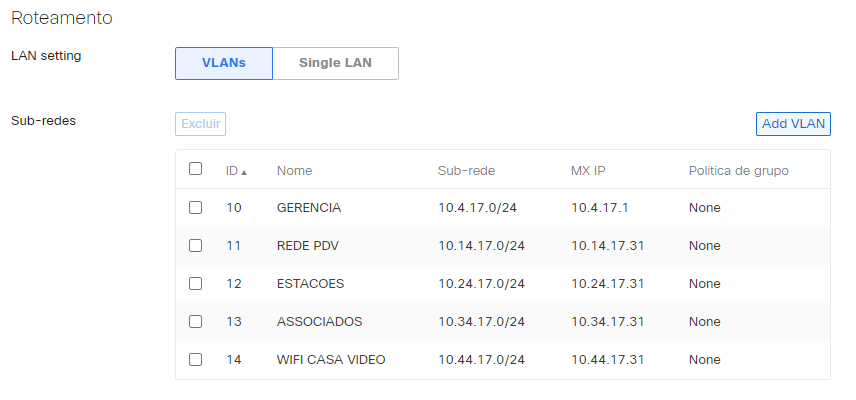 Roteamento
LAN setting
VLANs Single LAN
Sub-redes
Excluir Add VLAN
ID ▴ Nome Sub-rede MX IP Política de grupo
10 GERENCIA 10.4.17.0/24 10.4.17.1 None
11 REDE PDV 10.14.17.0/24 10.14.17.31 None
12 ESTACOES 10.24.17.0/24 10.24.17.31 None
13 ASSOCIADOS 10.34.17.0/24 10.34.17.31 None
14 WIFI CASA VIDEO 10.44.17.0/24 10.44.17.31 None